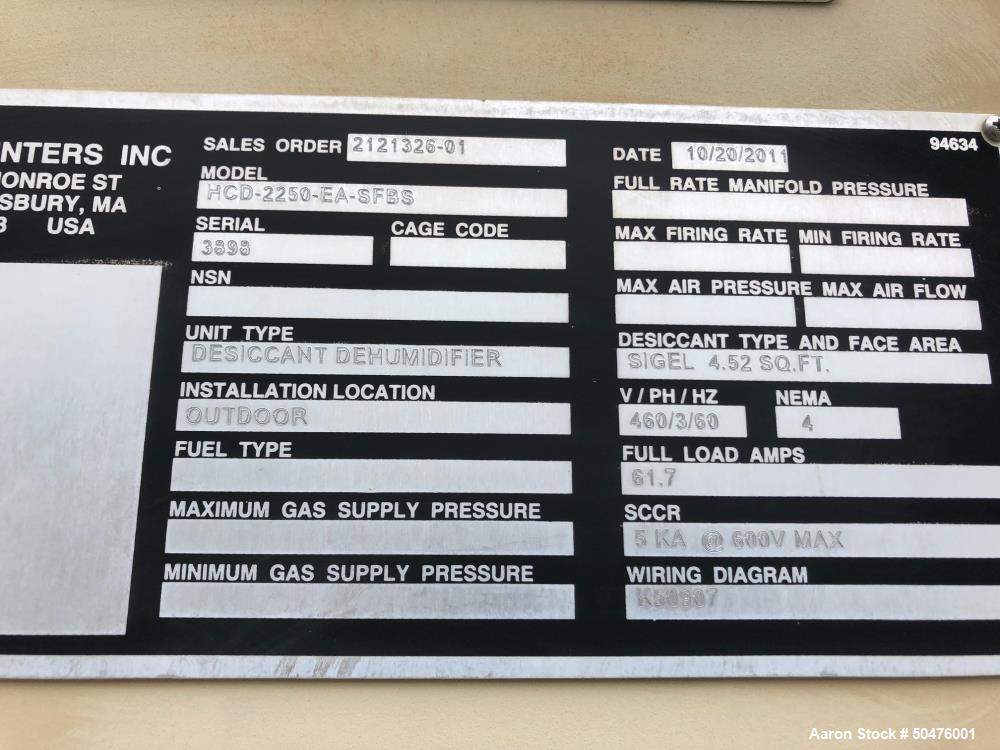 NTERS INC
ONROE ST
SBURY, MA
3 USA
SALES ORDER 2121326-01
MODEL
HCD-2250-EA-SFBS
SERIAL CAGE CODE
3898
NSN
UNIT TYPE
DESICCANT DEHUMIDIFIER
INSTALLATION LOCATION
OUTDOOR
FUEL TYPE
MAXIMUM GAS SUPPLY PRESSURE
MINIMUM GAS SUPPLY PRESSURE
94634
DATE 10/20/2011
FULL RATE MANIFOLD PRESSURE
MAX FIRING RATE MIN FIRING RATE
MAX AIR PRESSURE MAX AIR FLOW
DESICCANT TYPE AND FACE AREA
SIGEL 4.52 SQ.FT.
V / PH / HZ NEMA
460/3/60 4
FULL LOAD AMPS
61.7
SCCR
5 KA @ 600V MAX
WIRING DIAGRAM
K50907
Aaron Stock # 50476001